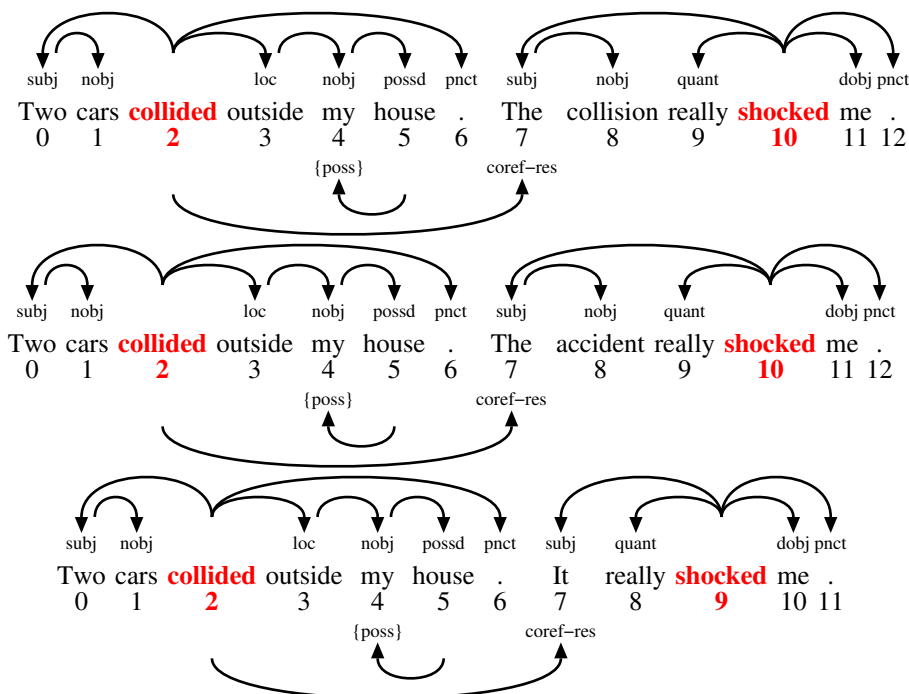 subj nobj loc nobj possd pnct subj nobj quant dobj pnct
Two cars collided outside my house . The collision really shocked me .
0 1 2 3 4 5 6 7 8 9 10 11 12
{poss} coref–res
subj nobj loc nobj possd pnct subj nobj quant dobj pnct
Two cars collided outside my house . The accident really shocked me .
0 1 2 3 4 5 6 7 8 9 10 11 12
{poss} coref–res
subj nobj loc nobj possd pnct subj quant dobj pnct
Two cars collided outside my house . It really shocked me .
0 1 2 3 4 5 6 7 8 9 10 11
{poss} coref–res